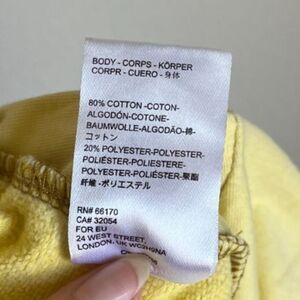 BODY - CORPS - KÖRPER
CORPR - CUERO - 身体
80% COTTON -COTON-
ALGODÓN-COTONE-
BAUMWOLLE-ALGODÃO-棉-
コットン
20% POLYESTER-POLYESTER-
POLIÉSTER-POLIESTERE-
POLYESTER-POLIÉSTER-聚酯
纤维-ポリエステル
RN# 66170
CA# 32054
FOR EU
24 WEST STREET,
LONDON, UK WC2H9NA